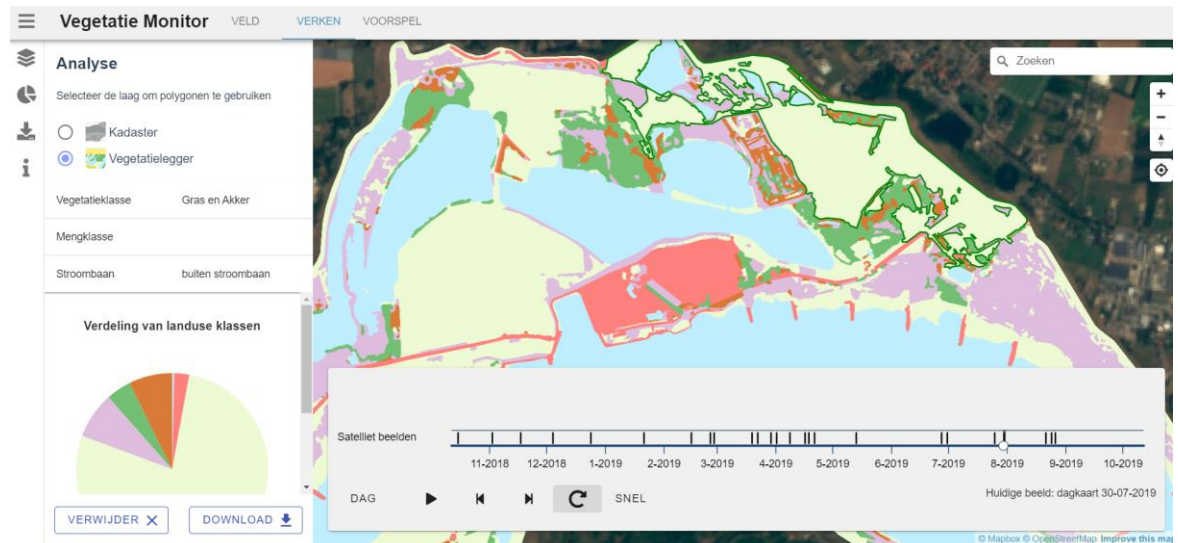 Vegetatie Monitor VELD VERKEN VOORSPEL
Analyse
Zoeken
Selecteer de laag om polygonen te gebruiken
Kadaster
Vegetatielegger
Vegetatieklasse Gras en Akker
Mengklasse
Stroombaan buiten stroombaan
Verdeling van landuse klassen
Satelliet beelden
11-2018 12-2018 1-2019 2-2019 3-2019 4-2019 5-2019 6-2019 7-2019 8-2019 9-2019 10-2019
DAG SNEL Huidige beeld: dagkaart 30-07-2019
VERWIJDER DOWNLOAD
© Mapbox © OpenStreetMap Improve this map